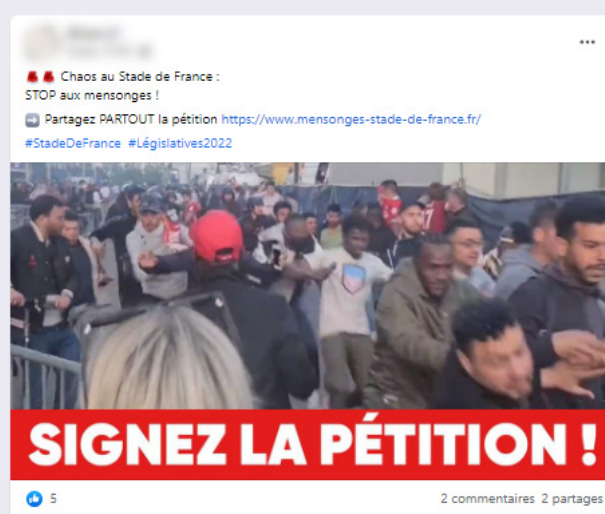 Chaos au Stade de France :
STOP aux mensonges !
Partagez PARTOUT la pétition https://www.mensonges-stade-de-france.fr/
#StadeDeFrance #Législatives2022
SIGNEZ LA PÉTITION !
5
2 commentaires 2 partages